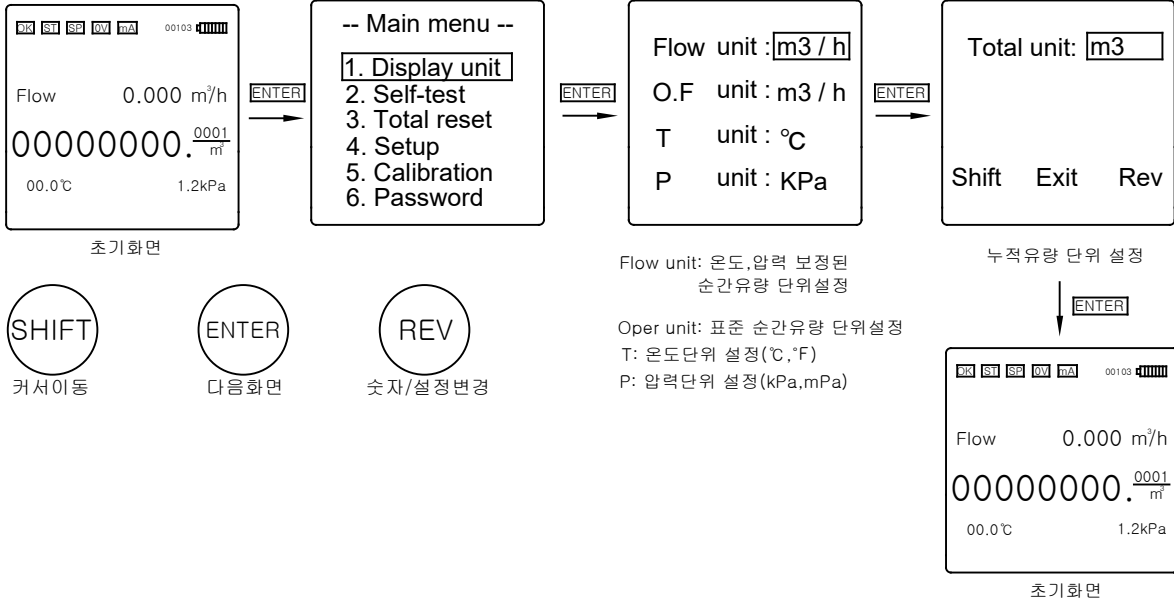 OK ST SP 0V mA 00103
Flow 0.000 m³/h
00000000. 0001
m³
00.0℃ 1.2kPa
초기화면
ENTER
-- Main menu --
1. Display unit
2. Self-test
3. Total reset
4. Setup
5. Calibration
6. Password
ENTER
Flow unit : m3 / h
O.F unit : m3 / h
T unit : ℃
P unit : KPa
Flow unit: 온도,압력 보정된
순간유량 단위설정
Oper unit: 표준 순간유량 단위설정
T: 온도단위 설정(℃,°F)
P: 압력단위 설정(kPa,mPa)
ENTER
Total unit: m3
Shift Exit Rev
누적유량 단위 설정
ENTER
OK ST SP 0V mA 00103
Flow 0.000 m³/h
00000000. 0001
m³
00.0℃ 1.2kPa
초기화면
SHIFT
커서이동
ENTER
다음화면
REV
숫자/설정변경